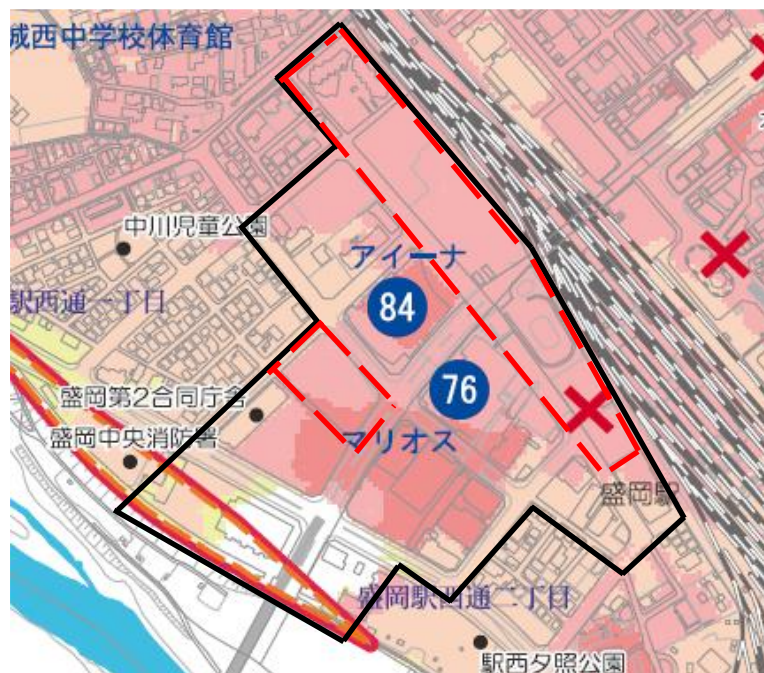 城西中学校体育館
中川児童公園
アイーナ
84
駅西通一丁目
76
盛岡第2合同庁舎
盛岡中央消防署
マリオス
盛岡駅
盛岡駅西通二丁目
駅西夕照公園